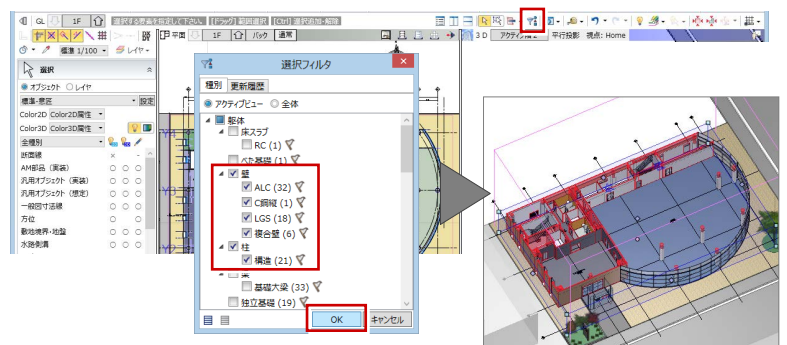 GL
1F
選択する要素を指定して下さい。 [ドラッグ] 範囲選択 [Ctrl] 選択追加・解除
標準 1/100
レイヤー
選択
オブジェクト レイヤ
標準-意匠 設定
Color2D Color2D属性
Color3D Color3D属性
全種別
断面線
AM部品(実装)
汎用オブジェクト(実装)
汎用オブジェクト(想定)
一般図寸法線
方位
敷地境界・地盤
水路側溝
平面 1F バック 通常
3D 平行投影 視点: Home
選択フィルタ
種別 更新履歴
アクティブビュー 全体
躯体
床スラブ
RC (1)
べた基礎 (1)
壁
ALC (32)
C鋼縦 (1)
LGS (18)
複合壁 (6)
柱
構造 (21)
梁
基礎大梁 (33)
独立基礎 (19)
OK キャンセル